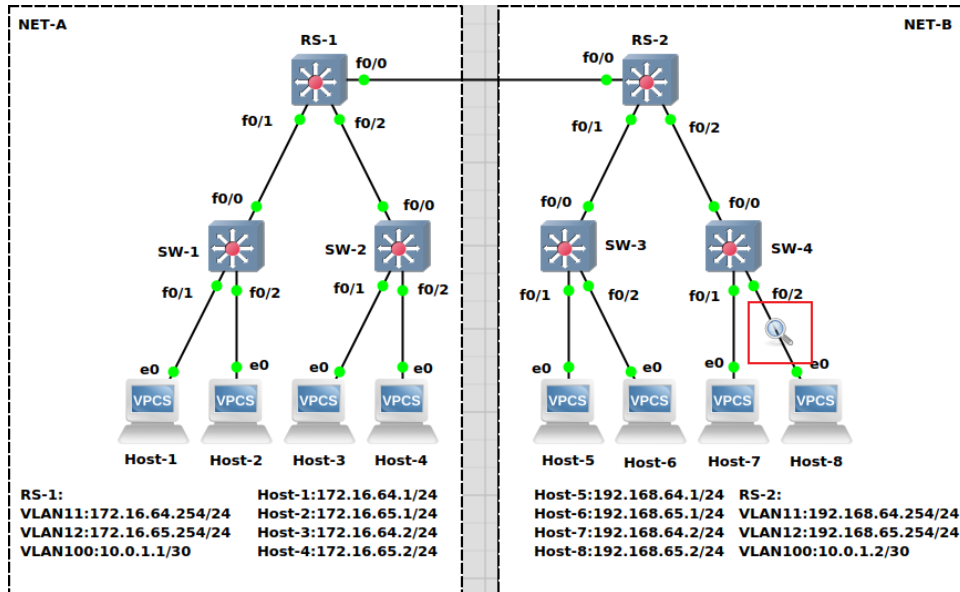 NET-A
NET-B
RS-1
RS-2
f0/0
f0/0
f0/1
f0/2
f0/1
f0/2
f0/0
f0/0
f0/0
f0/0
SW-1
SW-2
SW-3
SW-4
f0/1
f0/2
f0/1
f0/2
f0/1
f0/2
f0/1
f0/2
e0
e0
e0
e0
e0
e0
e0
e0
VPCS
VPCS
VPCS
VPCS
VPCS
VPCS
VPCS
VPCS
Host-1
Host-2
Host-3
Host-4
Host-5
Host-6
Host-7
Host-8
RS-1:
VLAN11:172.16.64.254/24
VLAN12:172.16.65.254/24
VLAN100:10.0.1.1/30
Host-1:172.16.64.1/24
Host-2:172.16.65.1/24
Host-3:172.16.64.2/24
Host-4:172.16.65.2/24
Host-5:192.168.64.1/24
Host-6:192.168.65.1/24
Host-7:192.168.64.2/24
Host-8:192.168.65.2/24
RS-2:
VLAN11:192.168.64.254/24
VLAN12:192.168.65.254/24
VLAN100:10.0.1.2/30